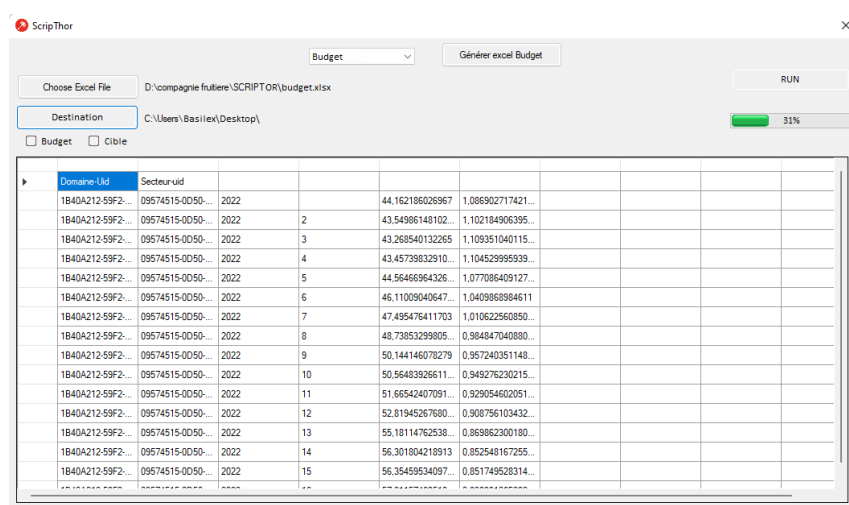 ScripThor
Budget Générer excel Budget
Choose Excel File D:\compagnie fruitiere\SCRIPTOR\budget.xlsx RUN
Destination C:\Users\Basilex\Desktop\ 31%
Budget Cible
Domaine-Uid Secteur-uid
1B40A212-59F2-... 09574515-0D50-... 2022 44,162186026967 1,086902717421...
1B40A212-59F2-... 09574515-0D50-... 2022 2 43,54986148102... 1,102184906395...
1B40A212-59F2-... 09574515-0D50-... 2022 3 43,268540132265 1,109351040115...
1B40A212-59F2-... 09574515-0D50-... 2022 4 43,45739832910... 1,104529995939...
1B40A212-59F2-... 09574515-0D50-... 2022 5 44,56466964326... 1,077086409127...
1B40A212-59F2-... 09574515-0D50-... 2022 6 46,11009040647... 1,0409868984611
1B40A212-59F2-... 09574515-0D50-... 2022 7 47,495476411703 1,010622560850...
1B40A212-59F2-... 09574515-0D50-... 2022 8 48,73853299805... 0,984847040880...
1B40A212-59F2-... 09574515-0D50-... 2022 9 50,144146078279 0,957240351148...
1B40A212-59F2-... 09574515-0D50-... 2022 10 50,56483926611... 0,949276230215...
1B40A212-59F2-... 09574515-0D50-... 2022 11 51,66542407091... 0,929054602051...
1B40A212-59F2-... 09574515-0D50-... 2022 12 52,81945267680... 0,908756103432...
1B40A212-59F2-... 09574515-0D50-... 2022 13 55,18114762538... 0,869862300180...
1B40A212-59F2-... 09574515-0D50-... 2022 14 56,301804218913 0,852548167255...
1B40A212-59F2-... 09574515-0D50-... 2022 15 56,35459534097... 0,851749528314...